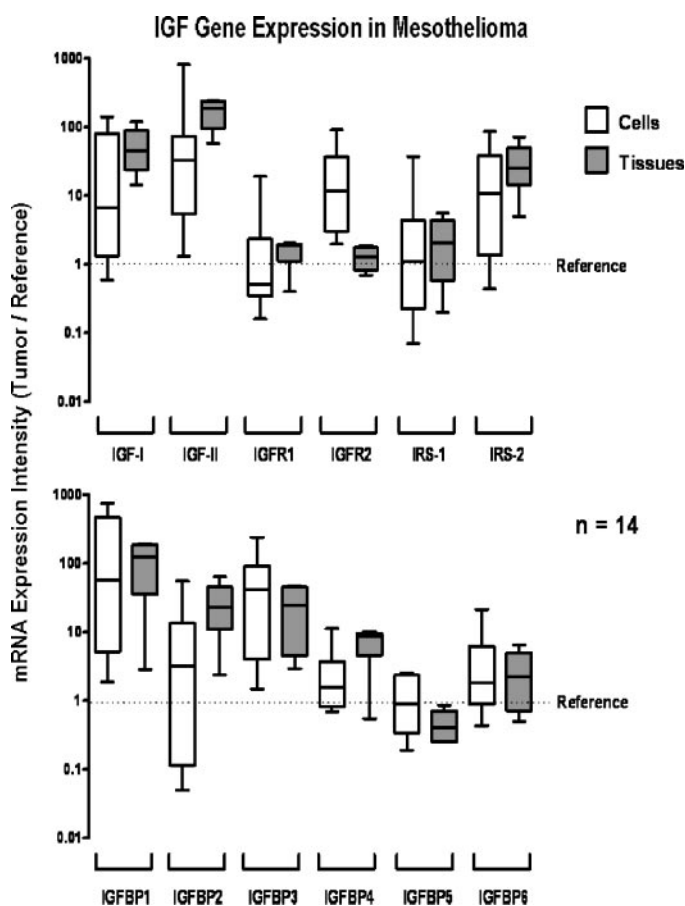 IGF Gene Expression in Mesothelioma
mRNA Expression Intensity (Tumor / Reference)
1000
100
10
1
0.1
0.01
Cells
Tissues
Reference
IGF-I IGF-II IGFR1 IGFR2 IRS-1 IRS-2
1000
100
10
1
0.1
0.01
n = 14
Reference
IGFBP1 IGFBP2 IGFBP3 IGFBP4 IGFBP5 IGFBP6